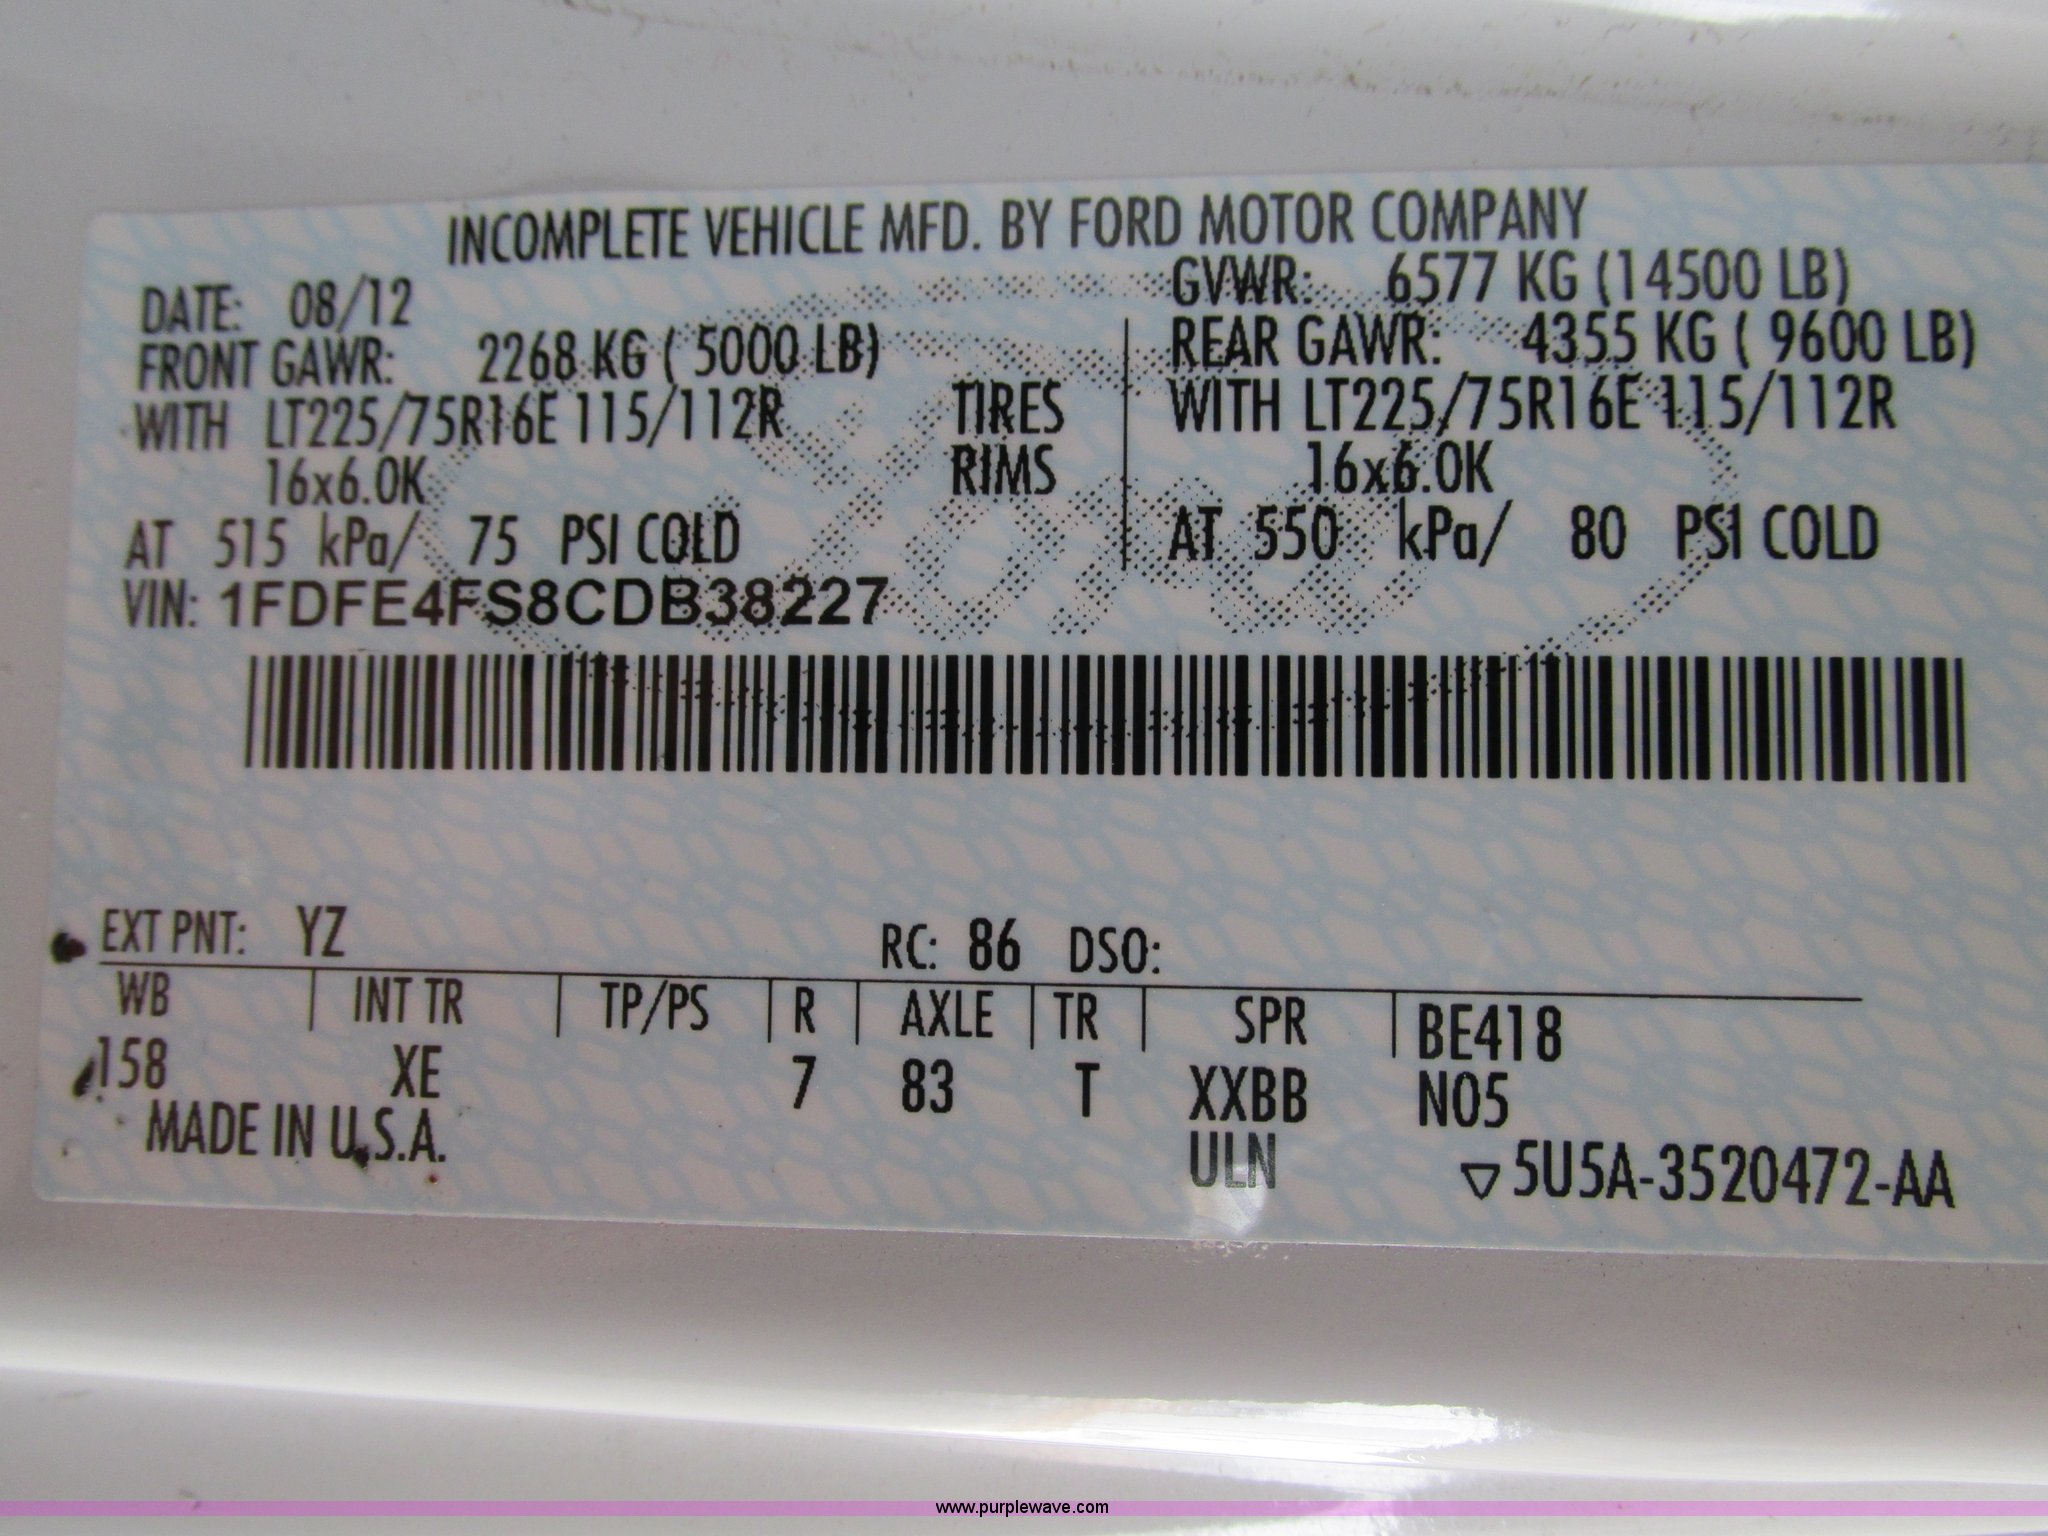 INCOMPLETE VEHICLE MFD. BY FORD MOTOR COMPANY
DATE: 08/12 GVWR: 6577 KG (14500 LB)
FRONT GAWR: 2268 KG ( 5000 LB) REAR GAWR: 4355 KG ( 9600 LB)
WITH LT225/75R16E 115/112R TIRES WITH LT225/75R16E 115/112R
16x6.0K RIMS 16x6.0K
AT 515 kPa/ 75 PSI COLD AT 550 kPa/ 80 PSI COLD
VIN: 1FDFE4FS8CDB38227
EXT PNT: YZ RC: 86 DSO:
WB INT TR TP/PS R AXLE TR SPR BE418
158 XE 7 83 T XXBB N05
MADE IN U.S.A. ULN
▽5U5A-3520472-AA
www.purplewave.com